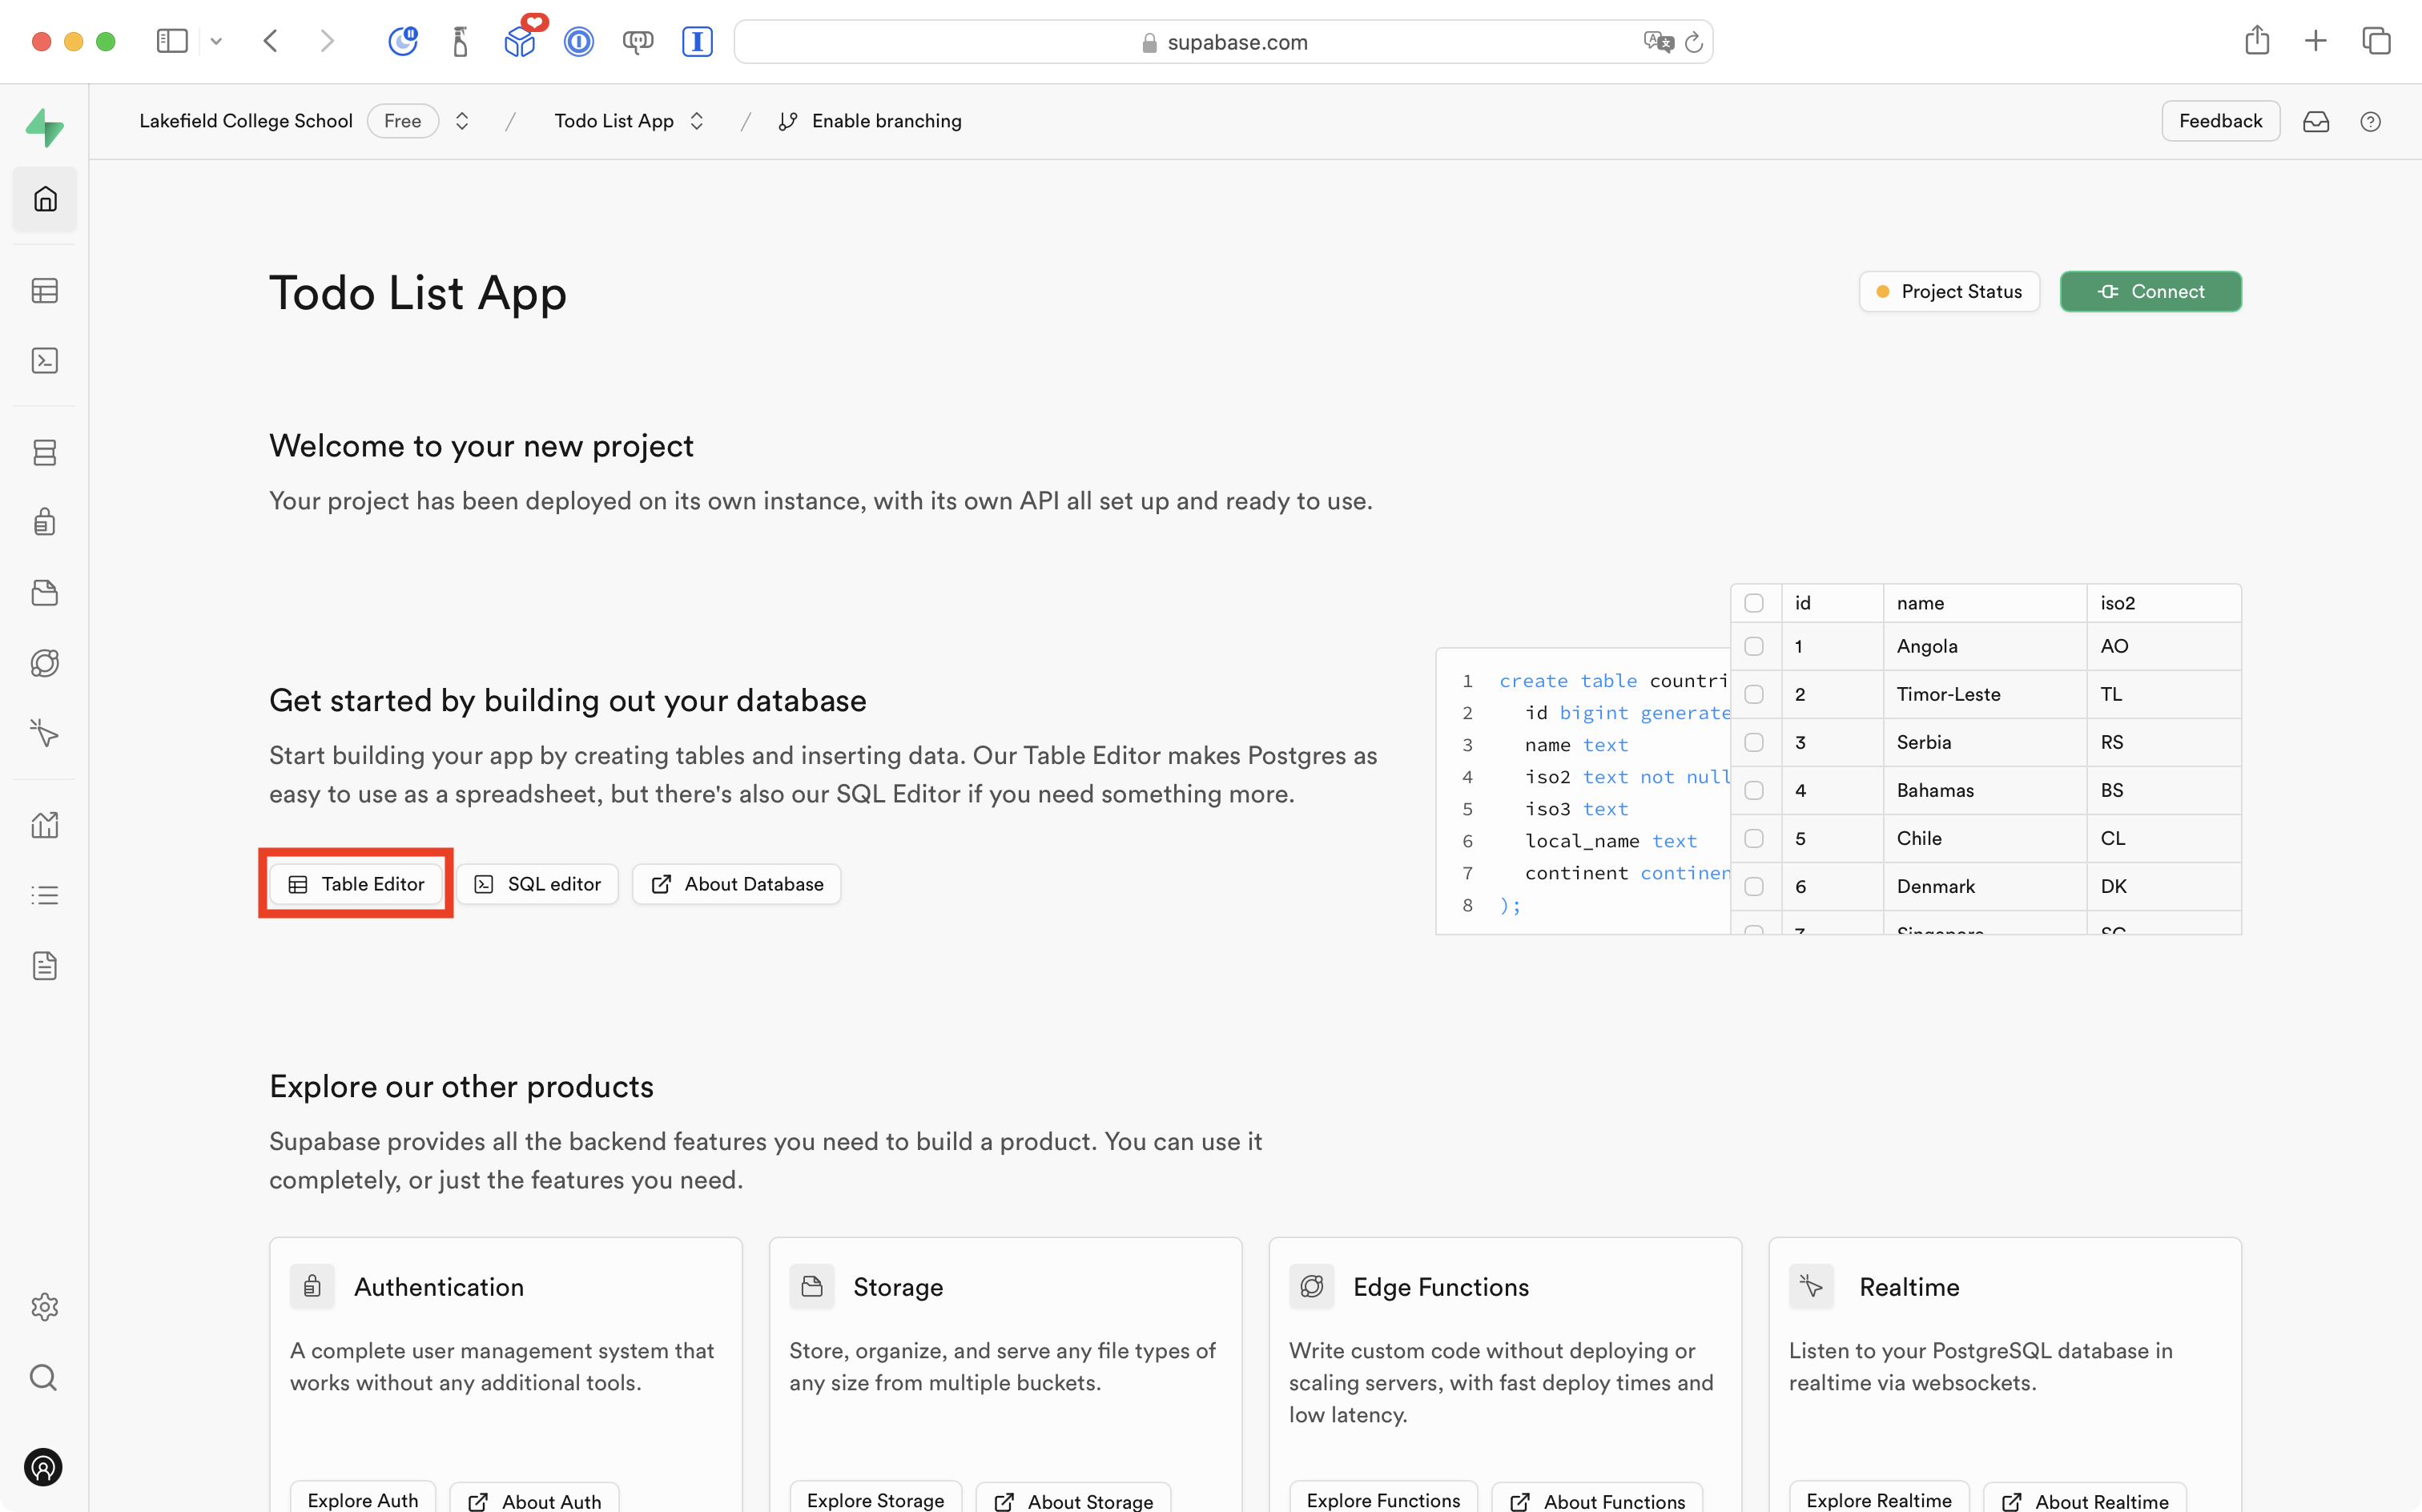 supabase.com
Lakefield College School
Free
/
Todo List App
/
Enable branching
Feedback
Todo List App
Project Status
Connect
Welcome to your new project
Your project has been deployed on its own instance, with its own API all set up and ready to use.
Get started by building out your database
Start building your app by creating tables and inserting data. Our Table Editor makes Postgres as
easy to use as a spreadsheet, but there's also our SQL Editor if you need something more.
Table Editor
SQL editor
About Database
1 create table countri
2 id bigint generate
3 name text
4 iso2 text not null
5 iso3 text
6 local_name text
7 continent continen
8 );
id name iso2
1 Angola AO
2 Timor-Leste TL
3 Serbia RS
4 Bahamas BS
5 Chile CL
6 Denmark DK
7 Singapore SG
Explore our other products
Supabase provides all the backend features you need to build a product. You can use it
completely, or just the features you need.
Authentication
A complete user management system that
works without any additional tools.
Explore Auth
About Auth
Storage
Store, organize, and serve any file types of
any size from multiple buckets.
Explore Storage
About Storage
Edge Functions
Write custom code without deploying or
scaling servers, with fast deploy times and
low latency.
Explore Functions
About Functions
Realtime
Listen to your PostgreSQL database in
realtime via websockets.
Explore Realtime
About Realtime